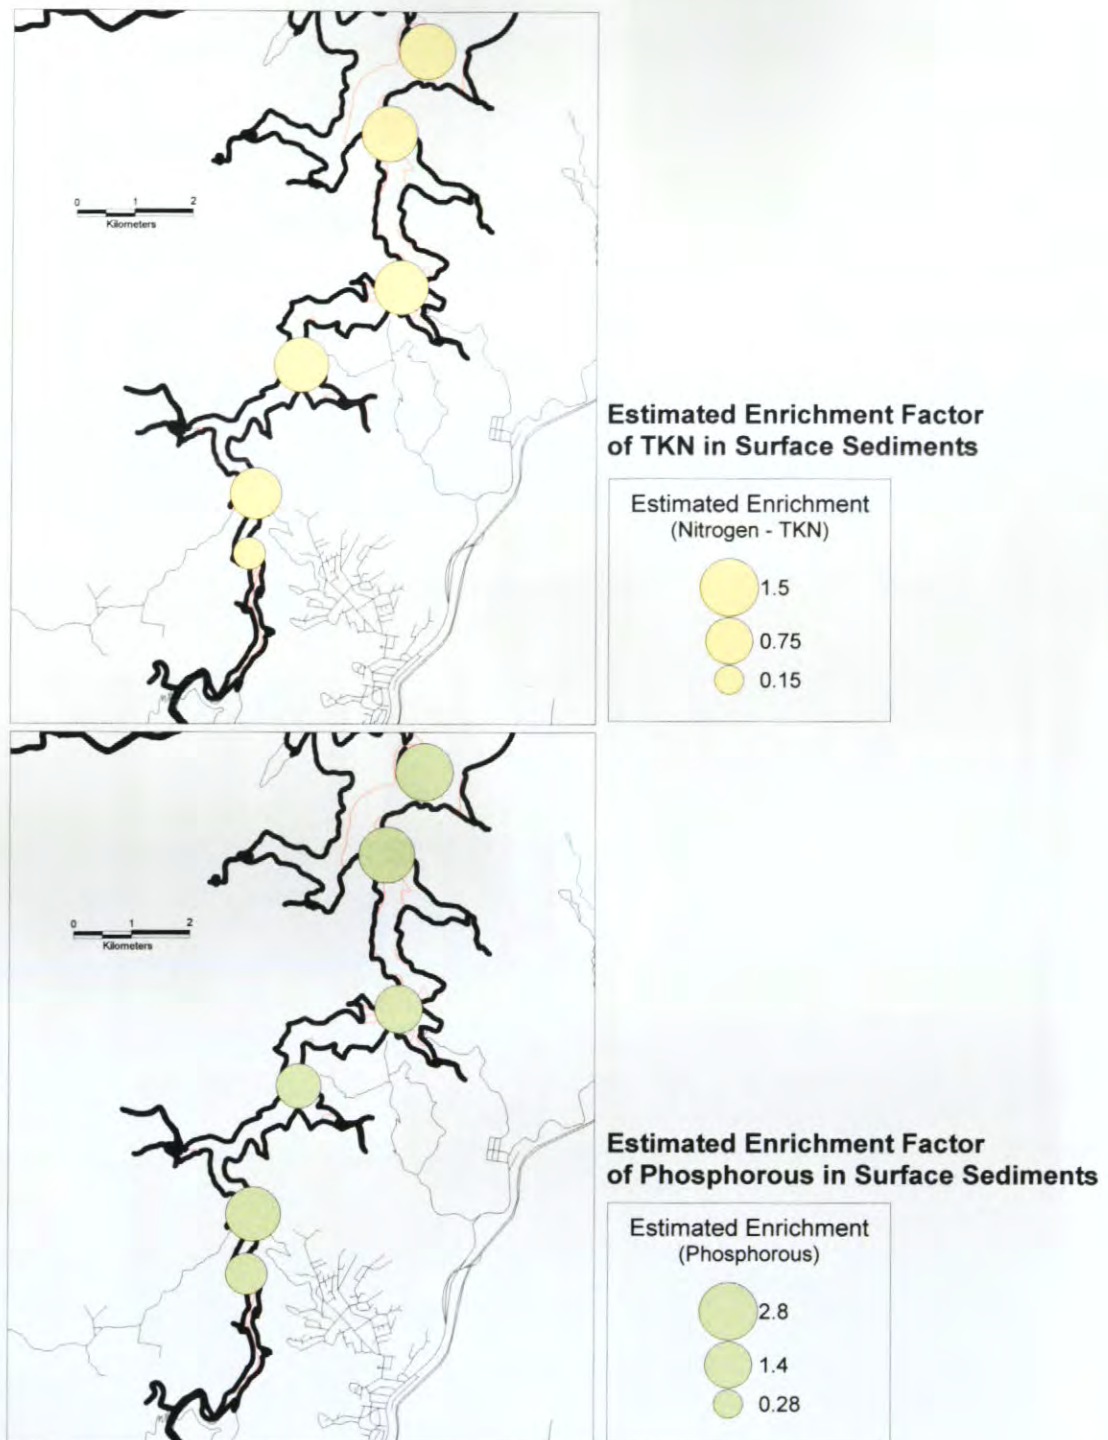 0 1 2
Kilometers
Estimated Enrichment Factor
of TKN in Surface Sediments
Estimated Enrichment
(Nitrogen - TKN)
1.5
0.75
0.15
0 1 2
Kilometers
Estimated Enrichment Factor
of Phosphorous in Surface Sediments
Estimated Enrichment
(Phosphorous)
2.8
1.4
0.28